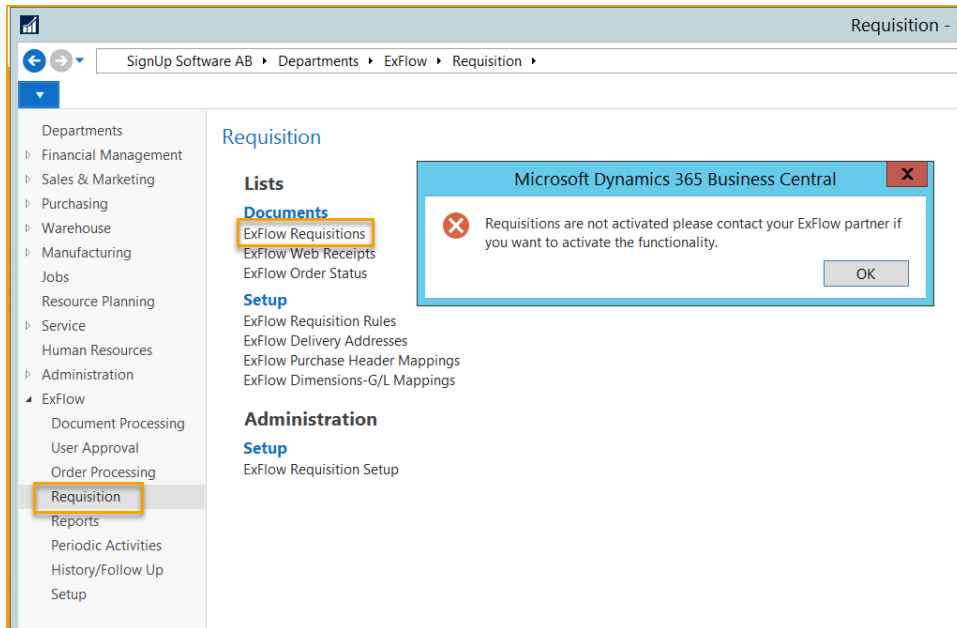 Requisition -
SignUp Software AB ▸ Departments ▸ ExFlow ▸ Requisition ▸
Departments
Financial Management
Sales & Marketing
Purchasing
Warehouse
Manufacturing
Jobs
Resource Planning
Service
Human Resources
Administration
ExFlow
Document Processing
User Approval
Order Processing
Requisition
Reports
Periodic Activities
History/Follow Up
Setup
Requisition
Lists
Documents
ExFlow Requisitions
ExFlow Web Receipts
ExFlow Order Status
Setup
ExFlow Requisition Rules
ExFlow Delivery Addresses
ExFlow Purchase Header Mappings
ExFlow Dimensions-G/L Mappings
Administration
Setup
ExFlow Requisition Setup
Microsoft Dynamics 365 Business Central
X
Requisitions are not activated please contact your ExFlow partner if
you want to activate the functionality.
OK